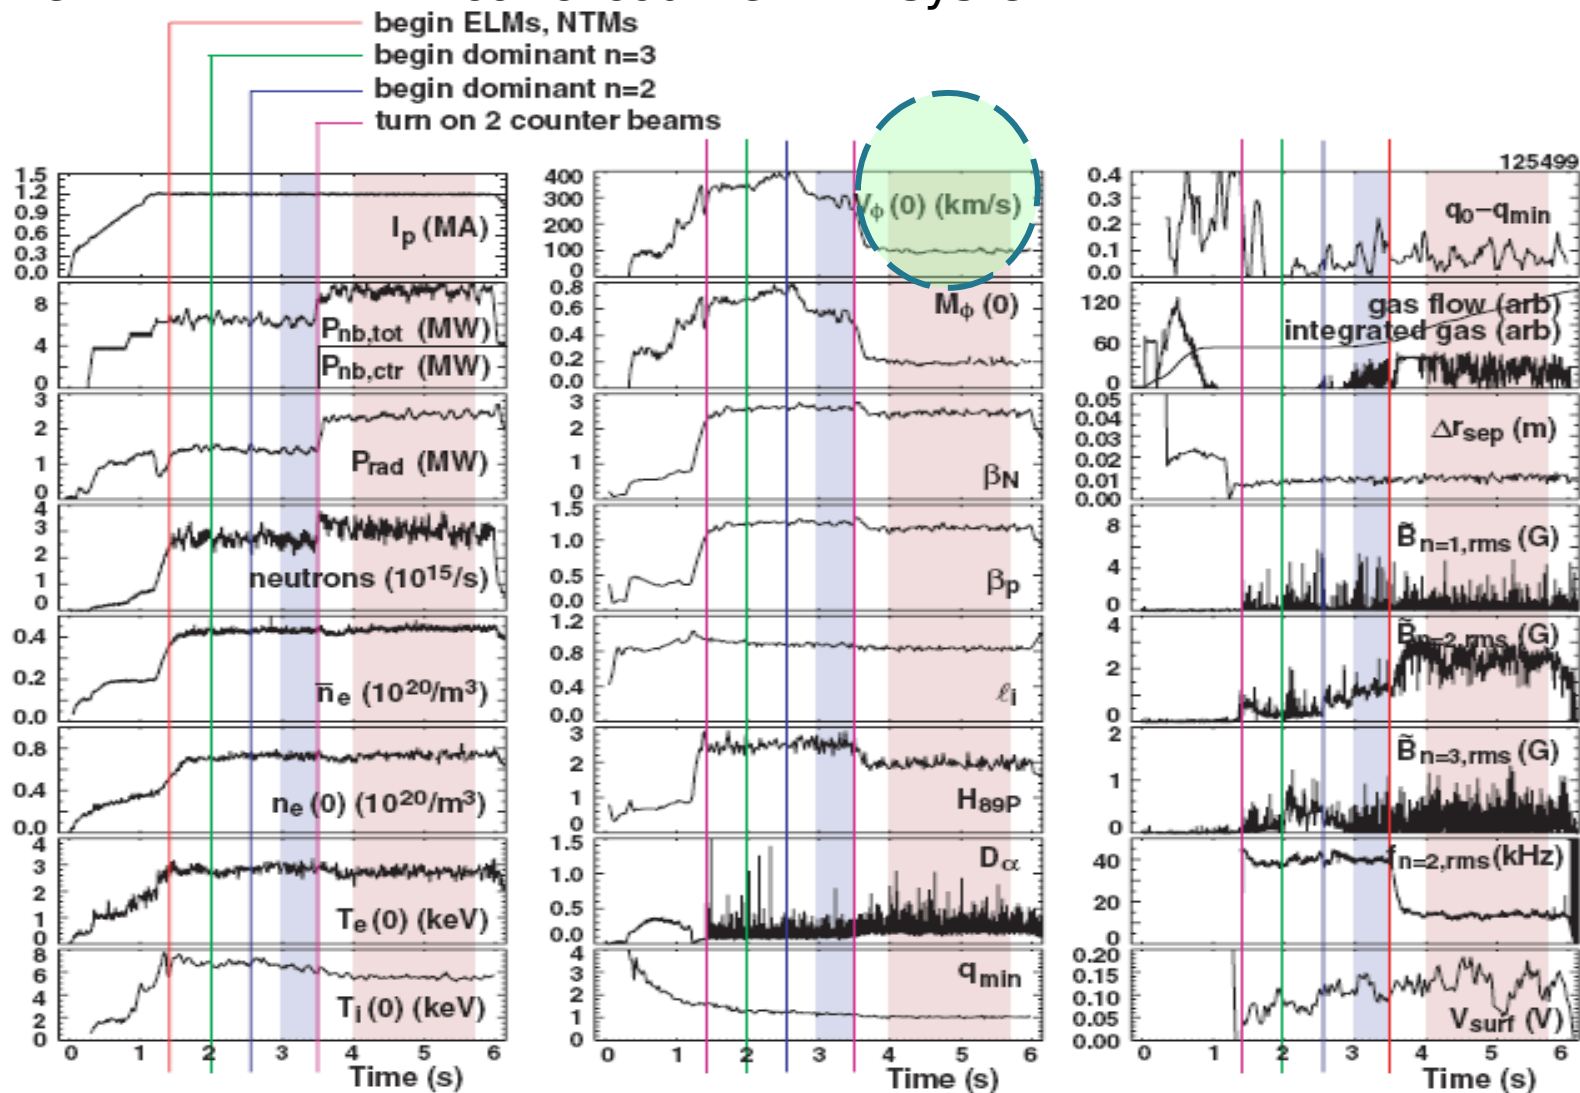 begin ELMs, NTMs
begin dominant n=3
begin dominant n=2
turn on 2 counter beams
125499
1.5
1.2
0.9
0.6
0.3
0.0
Ip (MA)
8
4
0
Pnb,tot (MW)
Pnb,ctr (MW)
3
2
1
0
Prad (MW)
4
3
2
1
0
neutrons (10^15/s)
0.4
0.2
0.0
n̅e (10^20/m^3)
0.8
0.4
0.0
ne (0) (10^20/m^3)
4
3
2
1
0
Te (0) (keV)
8
6
4
2
0
Ti (0) (keV)
0 1 2 3 4 5 6
Time (s)
400
300
200
100
0
Vϕ (0) (km/s)
0.8
0.6
0.4
0.2
0.0
Mϕ (0)
3
2
1
0
βN
1.5
1.0
0.5
0.0
βp
1.2
0.8
0.4
0.0
ℓi
3
2
1
0
H89P
1.5
1.0
0.5
0.0
Dα
4
3
2
1
0
qmin
0 1 2 3 4 5 6
Time (s)
0.4
0.3
0.2
0.1
0.0
q0−qmin
120
60
0
gas flow (arb)
integrated gas (arb)
0.05
0.04
0.03
0.02
0.01
0.00
Δrsep (m)
8
4
0
B̃n=1,rms (G)
4
2
0
B̃n=2,rms (G)
2
1
0
B̃n=3,rms (G)
40
20
0
fn=2,rms (kHz)
0.20
0.15
0.10
0.05
0.00
Vsurf (V)
0 1 2 3 4 5 6
Time (s)